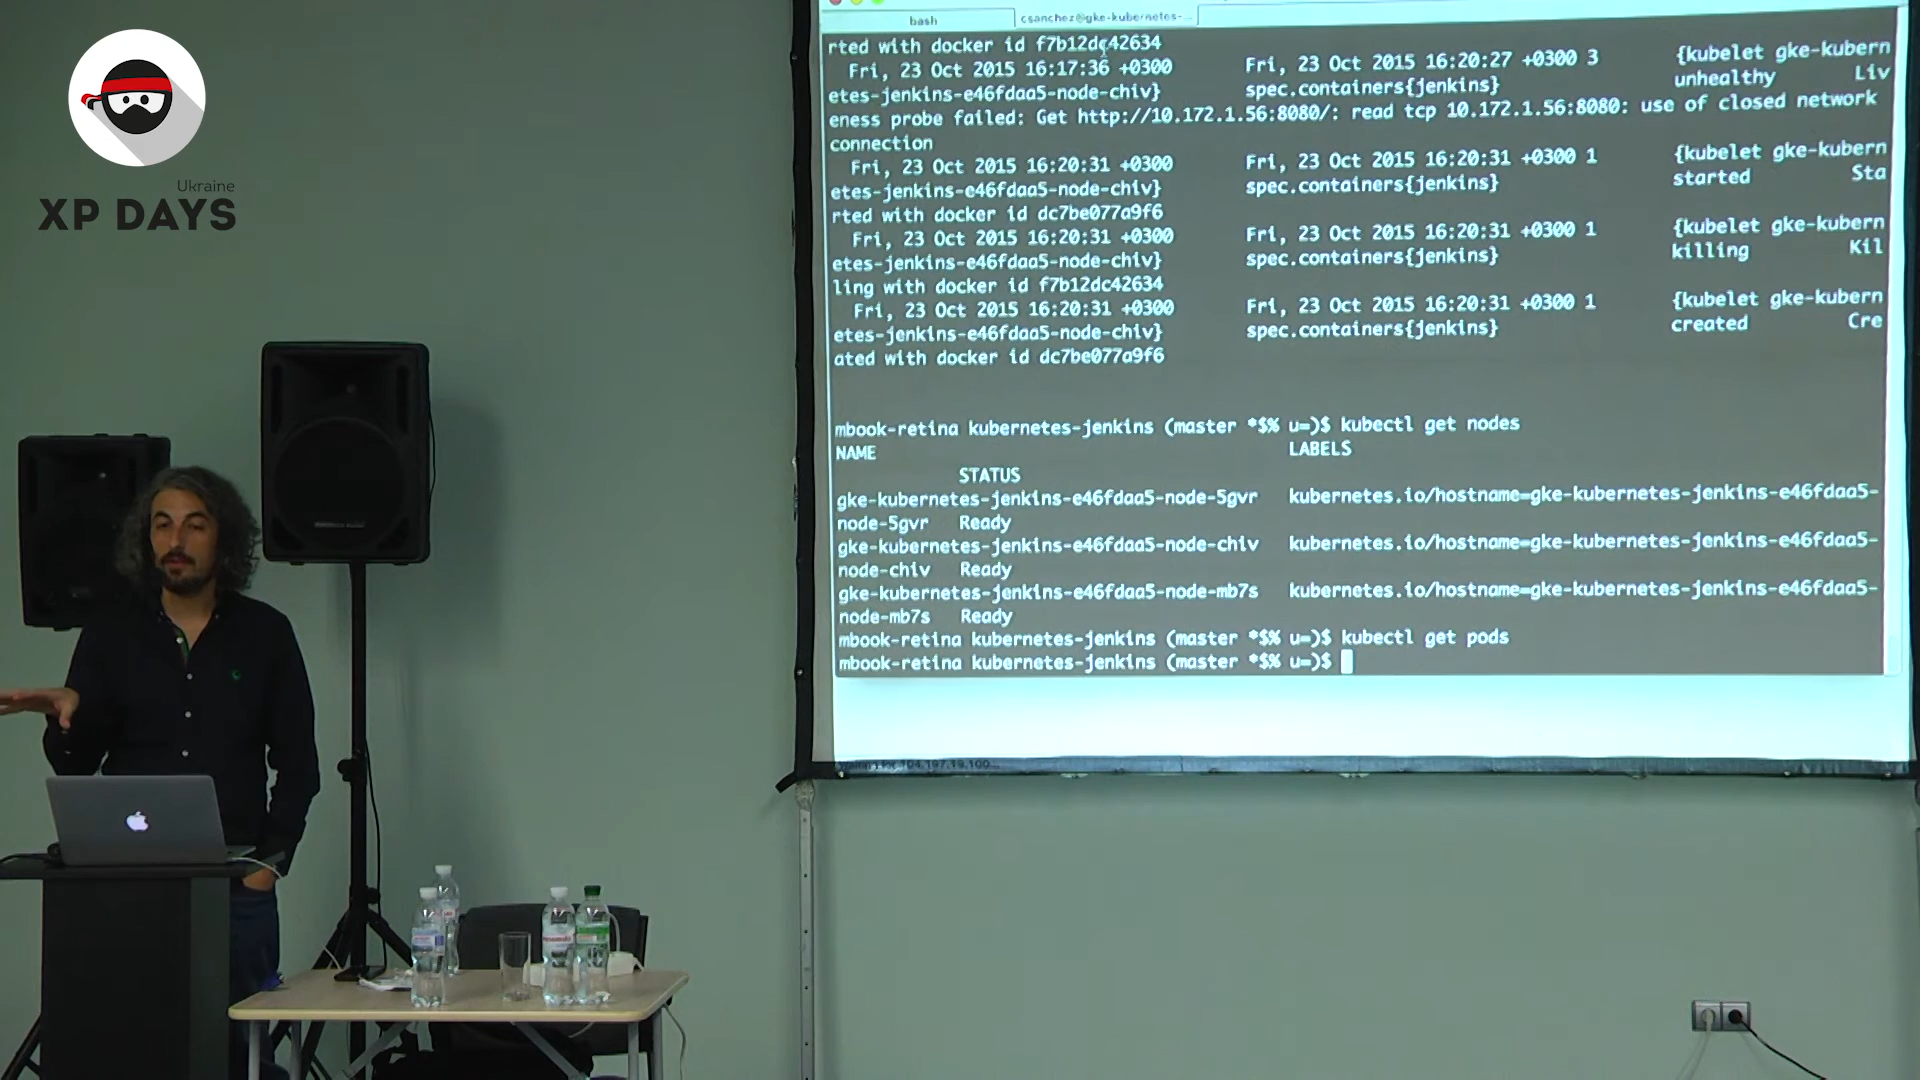 Ukraine
XP DAYS
bash
csanchez@gke-kubernetes-...
rted with docker id f7b12dc42634
Fri, 23 Oct 2015 16:17:36 +0300 Fri, 23 Oct 2015 16:20:27 +0300 3 {kubelet gke-kubern
etes-jenkins-e46fdaa5-node-chiv} spec.containers{jenkins} unhealthy Liv
eness probe failed: Get http://10.172.1.56:8080/: read tcp 10.172.1.56:8080: use of closed network
connection
Fri, 23 Oct 2015 16:20:31 +0300 Fri, 23 Oct 2015 16:20:31 +0300 1 {kubelet gke-kubern
etes-jenkins-e46fdaa5-node-chiv} spec.containers{jenkins} started Sta
rted with docker id dc7be077a9f6
Fri, 23 Oct 2015 16:20:31 +0300 Fri, 23 Oct 2015 16:20:31 +0300 1 {kubelet gke-kubern
etes-jenkins-e46fdaa5-node-chiv} spec.containers{jenkins} killing Kil
ling with docker id f7b12dc42634
Fri, 23 Oct 2015 16:20:31 +0300 Fri, 23 Oct 2015 16:20:31 +0300 1 {kubelet gke-kubern
etes-jenkins-e46fdaa5-node-chiv} spec.containers{jenkins} created Cre
ated with docker id dc7be077a9f6
mbook-retina kubernetes-jenkins (master *$% u=)$ kubectl get nodes
NAME LABELS
STATUS
gke-kubernetes-jenkins-e46fdaa5-node-5gvr kubernetes.io/hostname=gke-kubernetes-jenkins-e46fdaa5-
node-5gvr Ready
gke-kubernetes-jenkins-e46fdaa5-node-chiv kubernetes.io/hostname=gke-kubernetes-jenkins-e46fdaa5-
node-chiv Ready
gke-kubernetes-jenkins-e46fdaa5-node-mb7s kubernetes.io/hostname=gke-kubernetes-jenkins-e46fdaa5-
node-mb7s Ready
mbook-retina kubernetes-jenkins (master *$% u=)$ kubectl get pods
mbook-retina kubernetes-jenkins (master *$% u=)$